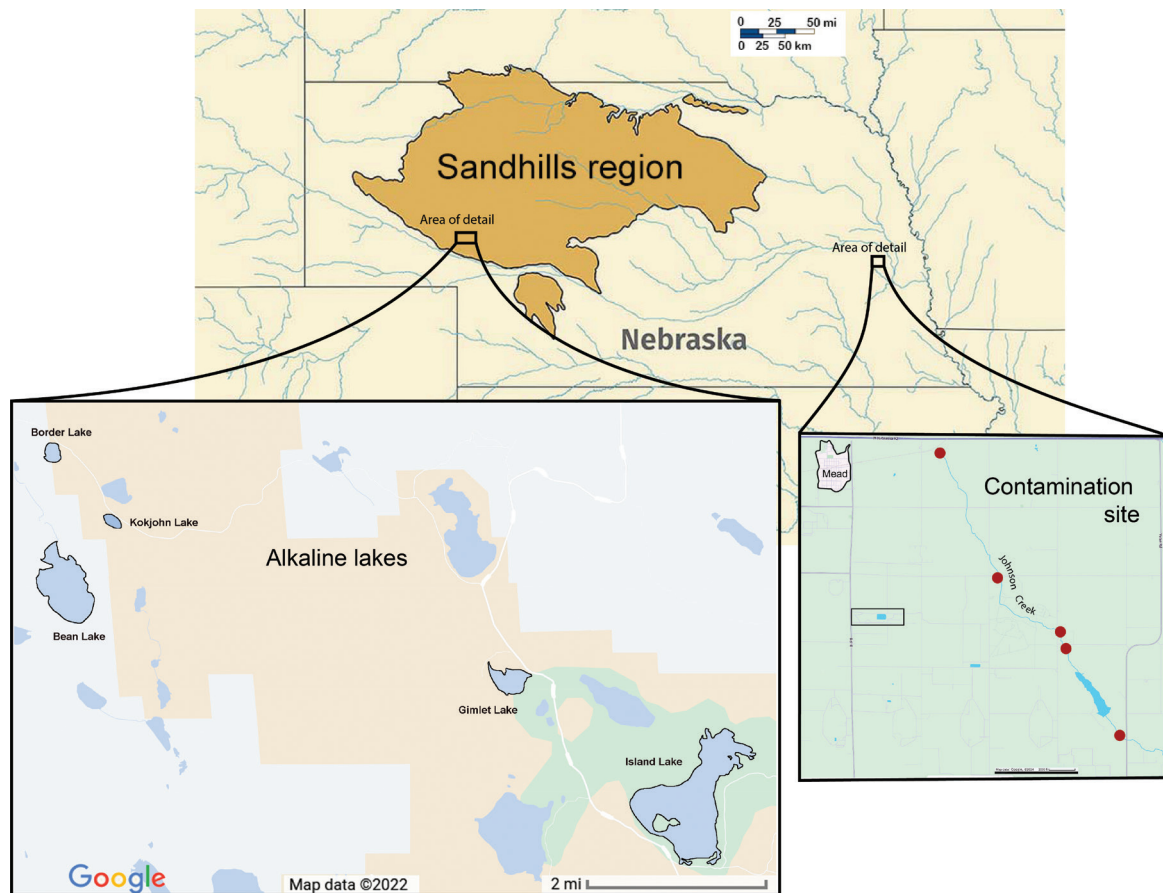 0 25 50 mi
0 25 50 km
Sandhills region
Area of detail
Area of detail
Nebraska
Border Lake
Kokjohn Lake
Alkaline lakes
Bean Lake
Gimlet Lake
Island Lake
Google
Map data ©2022
2 mi
Mead
Contamination
site
Johnson
Creek